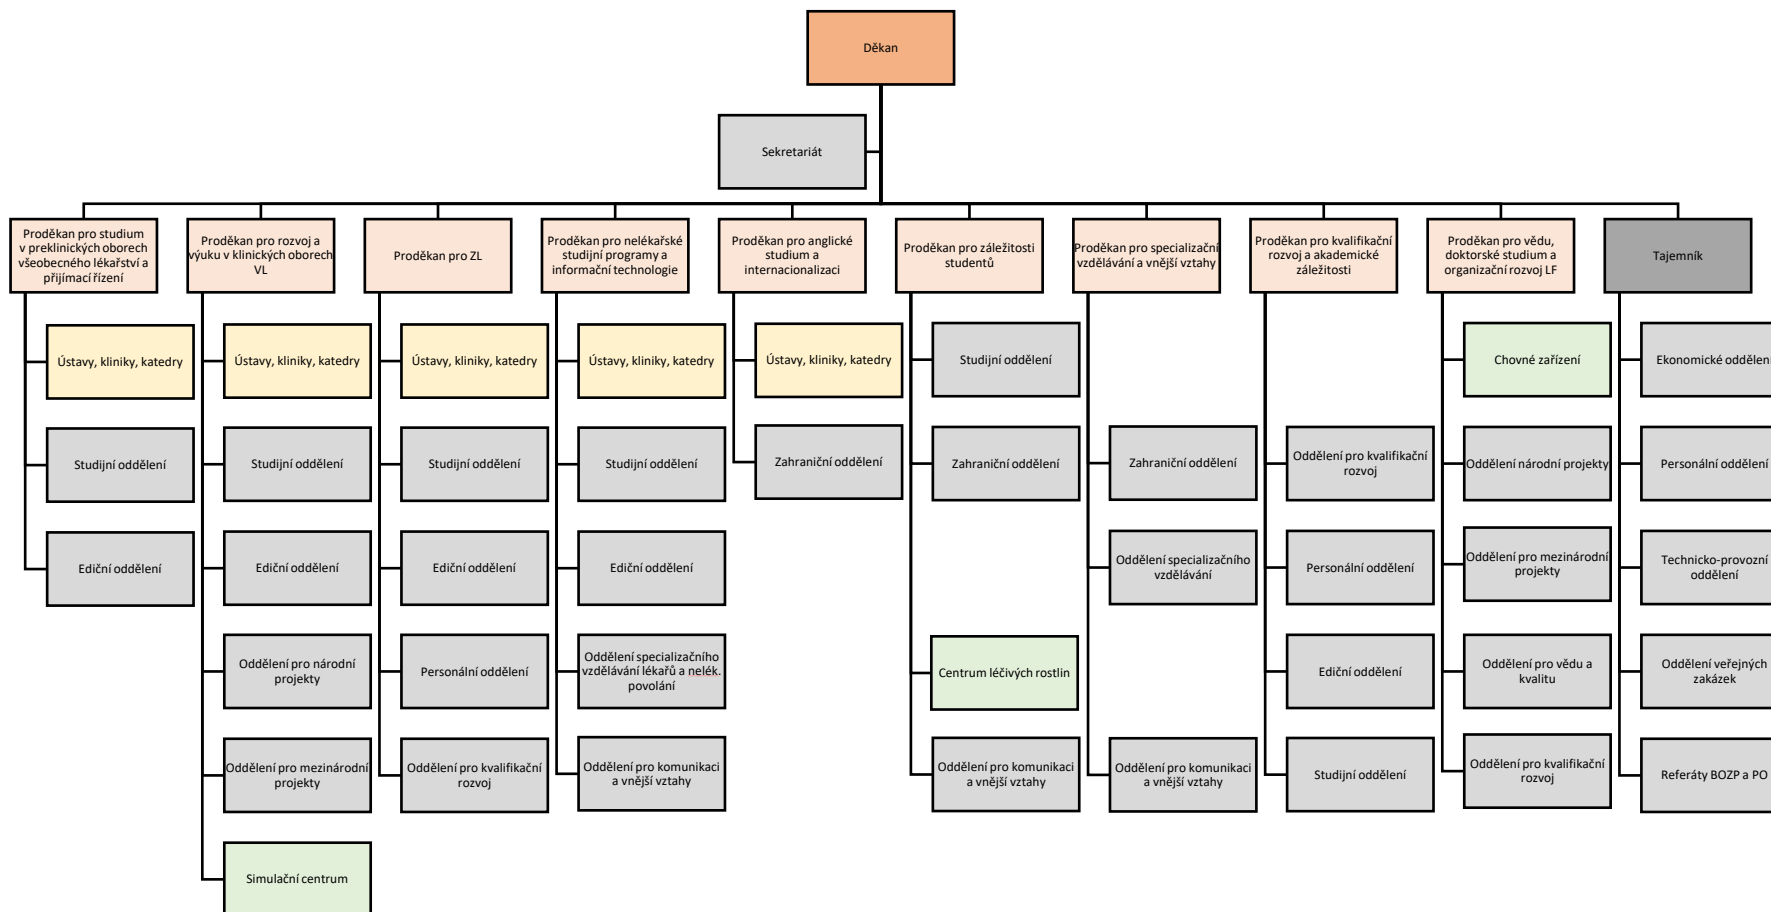 Děkan
Sekretariát
Proděkan pro studium
v preklinických oborech
všeobecného lékařství a
přijímací řízení
Proděkan pro rozvoj a
výuku v klinických oborech
VL
Proděkan pro ZL
Proděkan pro nelékařské
studijní programy a
informační technologie
Proděkan pro anglické
studium a
internacionalizaci
Proděkan pro záležitosti
studentů
Proděkan pro specializační
vzdělávání a vnější vztahy
Proděkan pro kvalifikační
rozvoj a akademické
záležitosti
Proděkan pro vědu,
doktorské studium a
organizační rozvoj LF
Tajemník
Ústavy, kliniky, katedry
Studijní oddělení
Ediční oddělení
Ústavy, kliniky, katedry
Studijní oddělení
Ediční oddělení
Oddělení pro národní
projekty
Oddělení pro mezinárodní
projekty
Simulační centrum
Ústavy, kliniky, katedry
Studijní oddělení
Ediční oddělení
Personální oddělení
Oddělení pro kvalifikační
rozvoj
Ústavy, kliniky, katedry
Studijní oddělení
Ediční oddělení
Oddělení specializačního
vzdělávání lékařů a nelék.
povolání
Oddělení pro komunikaci
a vnější vztahy
Ústavy, kliniky, katedry
Zahraniční oddělení
Studijní oddělení
Zahraniční oddělení
Centrum léčivých rostlin
Oddělení pro komunikaci
a vnější vztahy
Zahraniční oddělení
Oddělení specializačního
vzdělávání
Oddělení pro komunikaci
a vnější vztahy
Oddělení pro kvalifikační
rozvoj
Personální oddělení
Ediční oddělení
Studijní oddělení
Chovné zařízení
Oddělení národní projekty
Oddělení pro mezinárodní
projekty
Oddělení pro vědu a
kvalitu
Oddělení pro kvalifikační
rozvoj
Ekonomické oddělení
Personální oddělení
Technicko-provozní
oddělení
Oddělení veřejných
zakázek
Referáty BOZP a PO